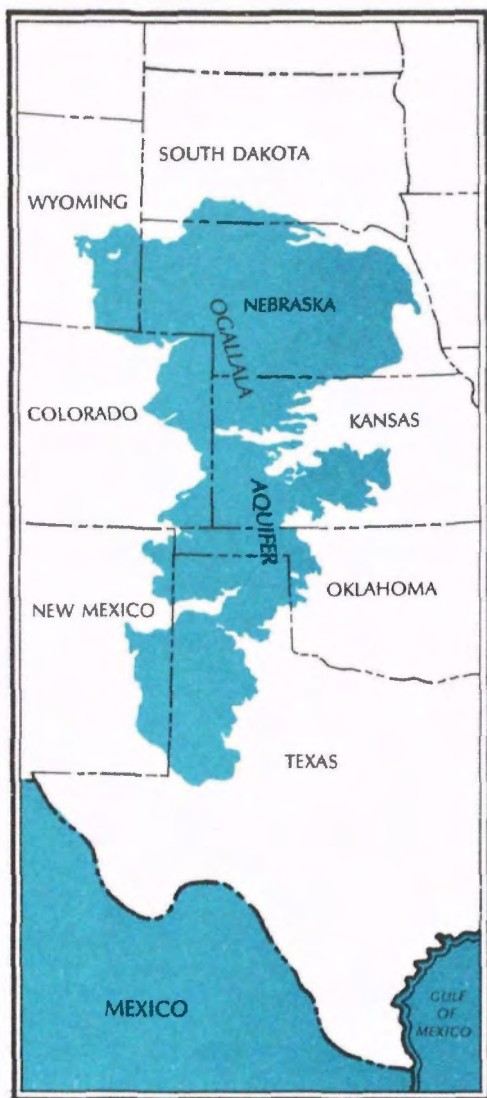 SOUTH DAKOTA
WYOMING
NEBRASKA
OGALLALA
COLORADO
KANSAS
AQUIFER
OKLAHOMA
NEW MEXICO
TEXAS
MEXICO
GULF
OF
MEXICO